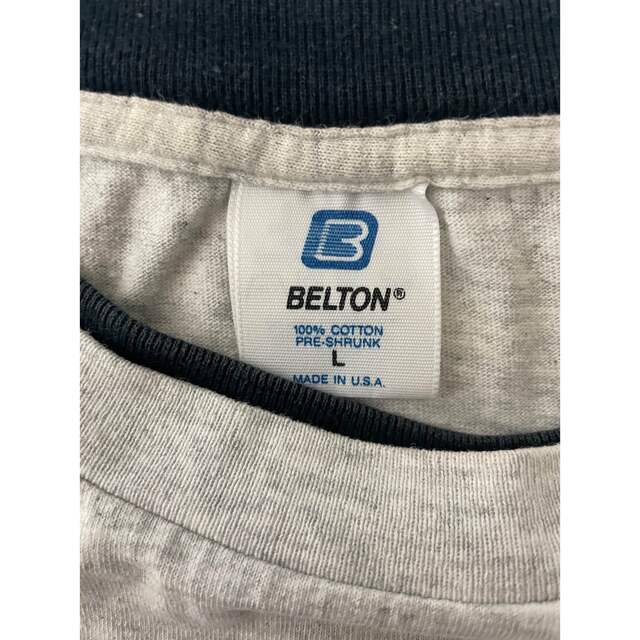 B
BELTON®
100% COTTON
PRE-SHRUNK
L
MADE IN U.S.A.